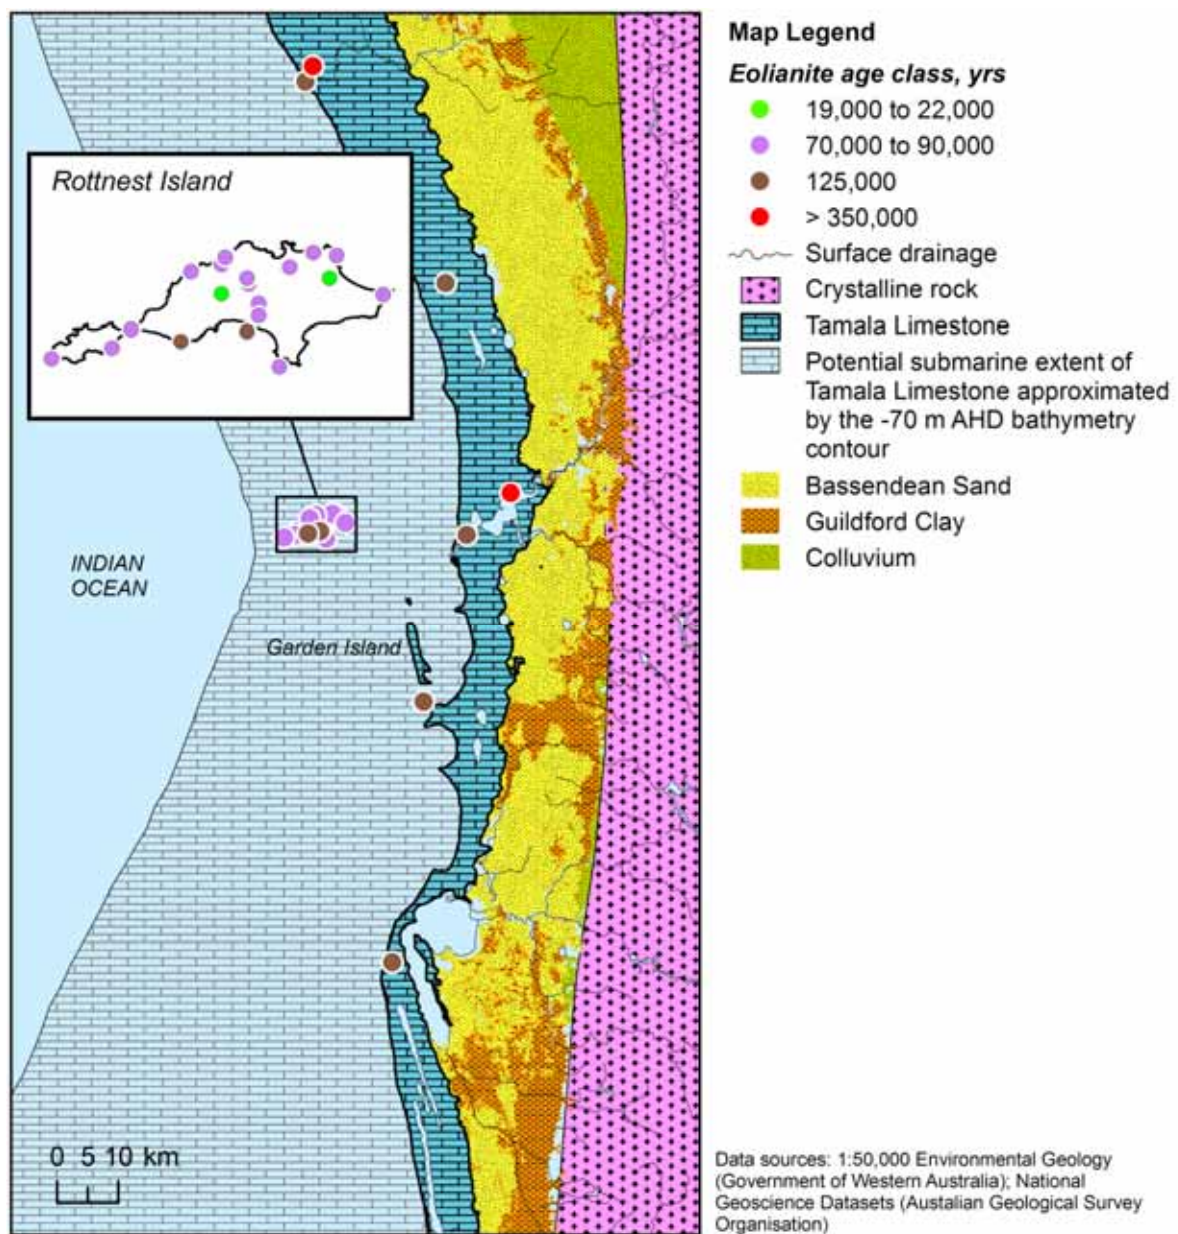 Rottnest Island
INDIAN
OCEAN
Garden Island
0 5 10 km
Map Legend
Eolianite age class, yrs
19,000 to 22,000
70,000 to 90,000
125,000
> 350,000
Surface drainage
Crystalline rock
Tamala Limestone
Potential submarine extent of
Tamala Limestone approximated
by the -70 m AHD bathymetry
contour
Bassendean Sand
Guildford Clay
Colluvium
Data sources: 1:50,000 Environmental Geology
(Government of Western Australia); National
Geoscience Datasets (Austalian Geological Survey
Organisation)